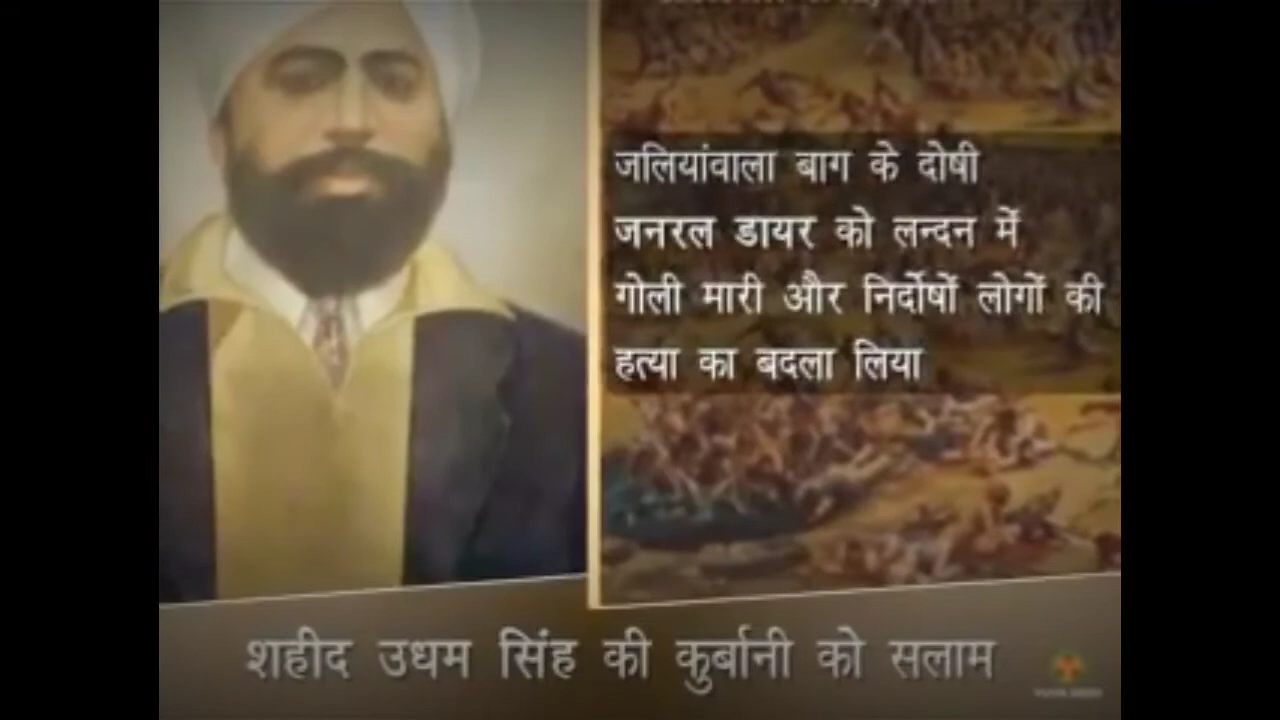 जलियांवाला बाग के दोषी
जनरल डायर को लन्दन में
गोली मारी और निर्दोषों लोगों की
हत्या का बदला लिया
शहीद उधम सिंह की कुर्बानी को सलाम